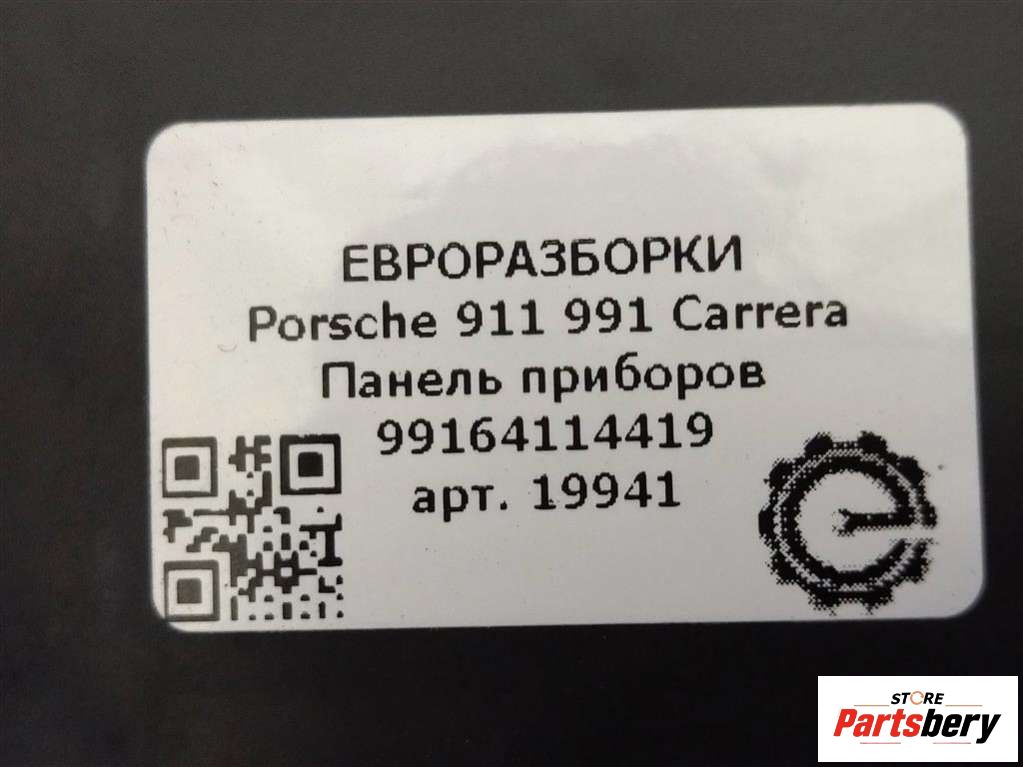 ЕВРОРАЗБОРКИ
Porsche 911 991 Carrera
Панель приборов
99164114419
арт. 19941
STORE
Partsbery